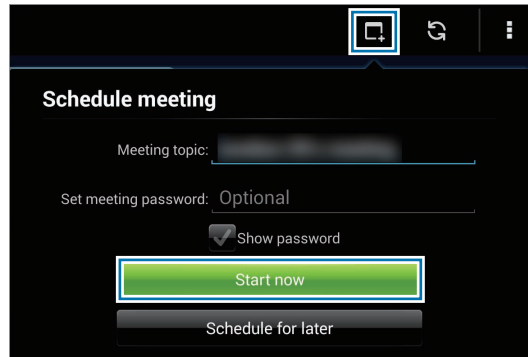 Schedule meeting
Meeting topic:
Set meeting password: Optional
Show password
Start now
Schedule for later